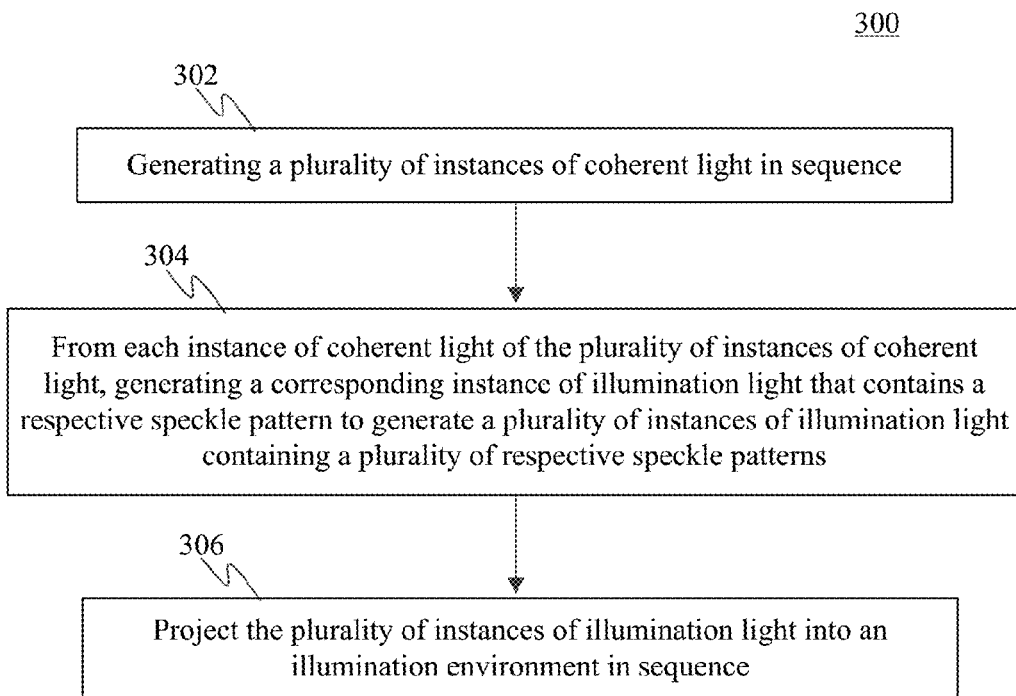 300
302
Generating a plurality of instances of coherent light in sequence
304
From each instance of coherent light of the plurality of instances of coherent
light, generating a corresponding instance of illumination light that contains a
respective speckle pattern to generate a plurality of instances of illumination light
containing a plurality of respective speckle patterns
306
Project the plurality of instances of illumination light into an
illumination environment in sequence